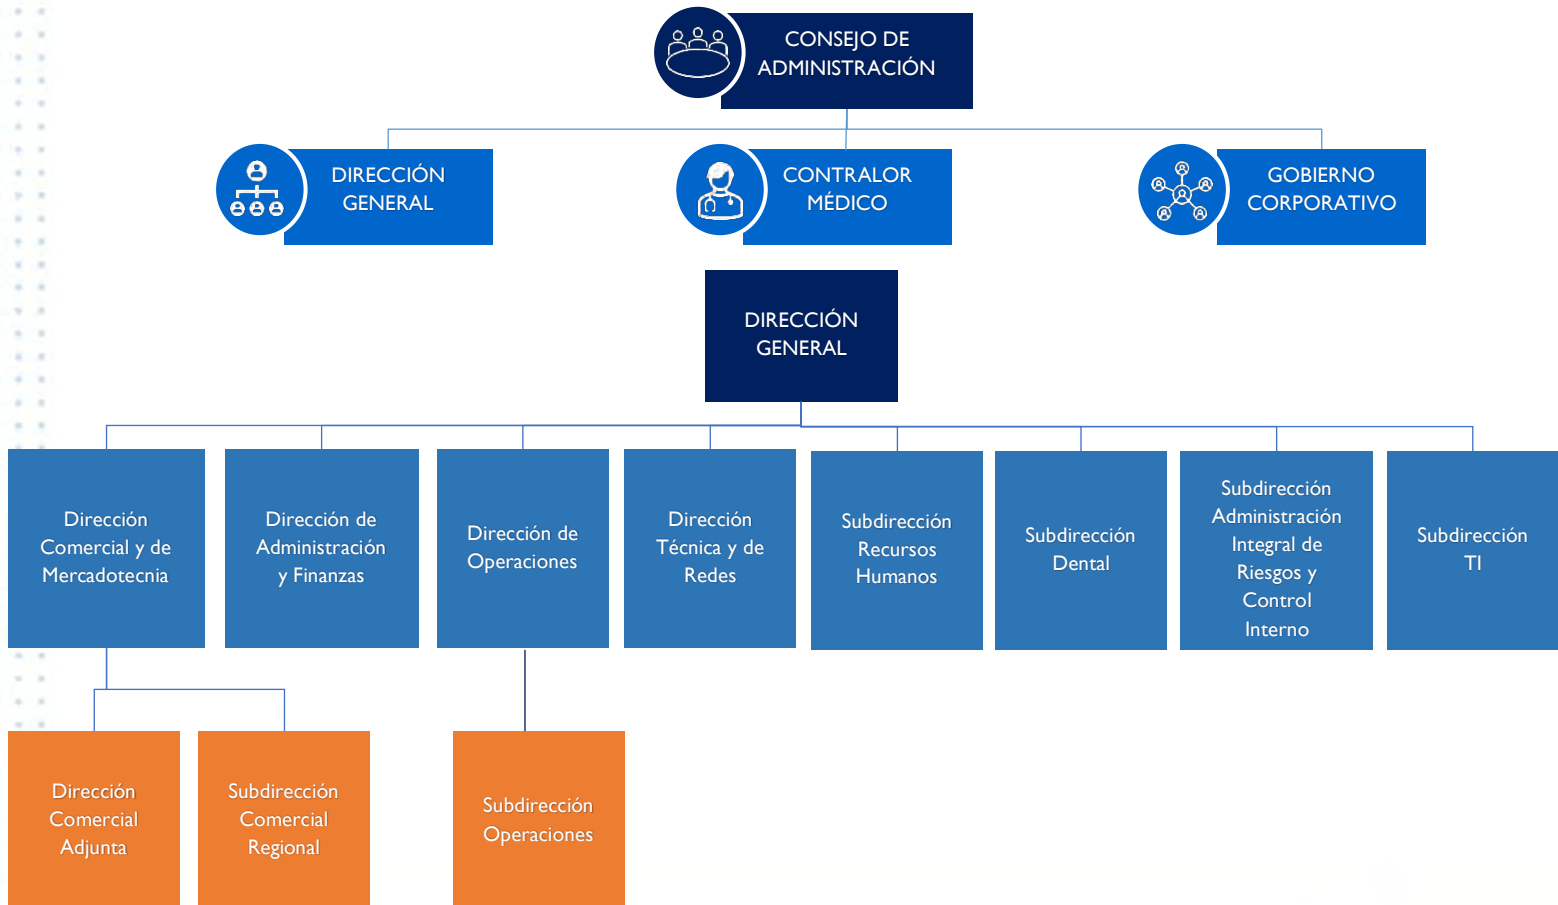 CONSEJO DE
ADMINISTRACIÓN
DIRECCIÓN
GENERAL
CONTRALOR
MÉDICO
GOBIERNO
CORPORATIVO
DIRECCIÓN
GENERAL
Dirección
Comercial y de
Mercadotecnia
Dirección de
Administración
y Finanzas
Dirección de
Operaciones
Dirección
Técnica y de
Redes
Subdirección
Recursos
Humanos
Subdirección
Dental
Subdirección
Administración
Integral de
Riesgos y
Control
Interno
Subdirección
TI
Dirección
Comercial
Adjunta
Subdirección
Comercial
Regional
Subdirección
Operaciones